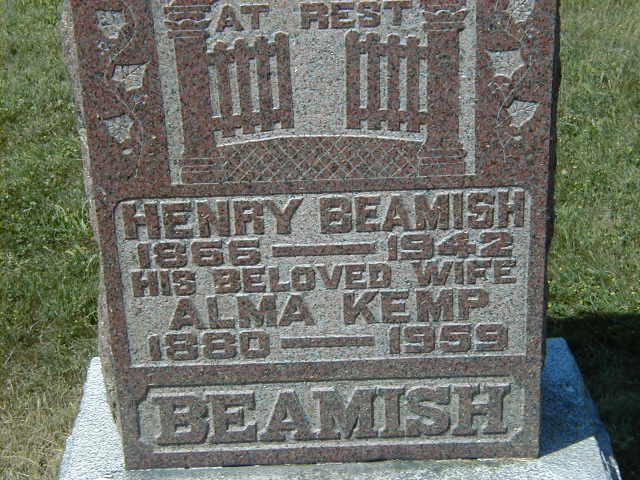 AT REST
HENRY BEAMISH
1866 — 1942
HIS BELOVED WIFE
ALMA KEMP
1880 — 1959
BEAMISH